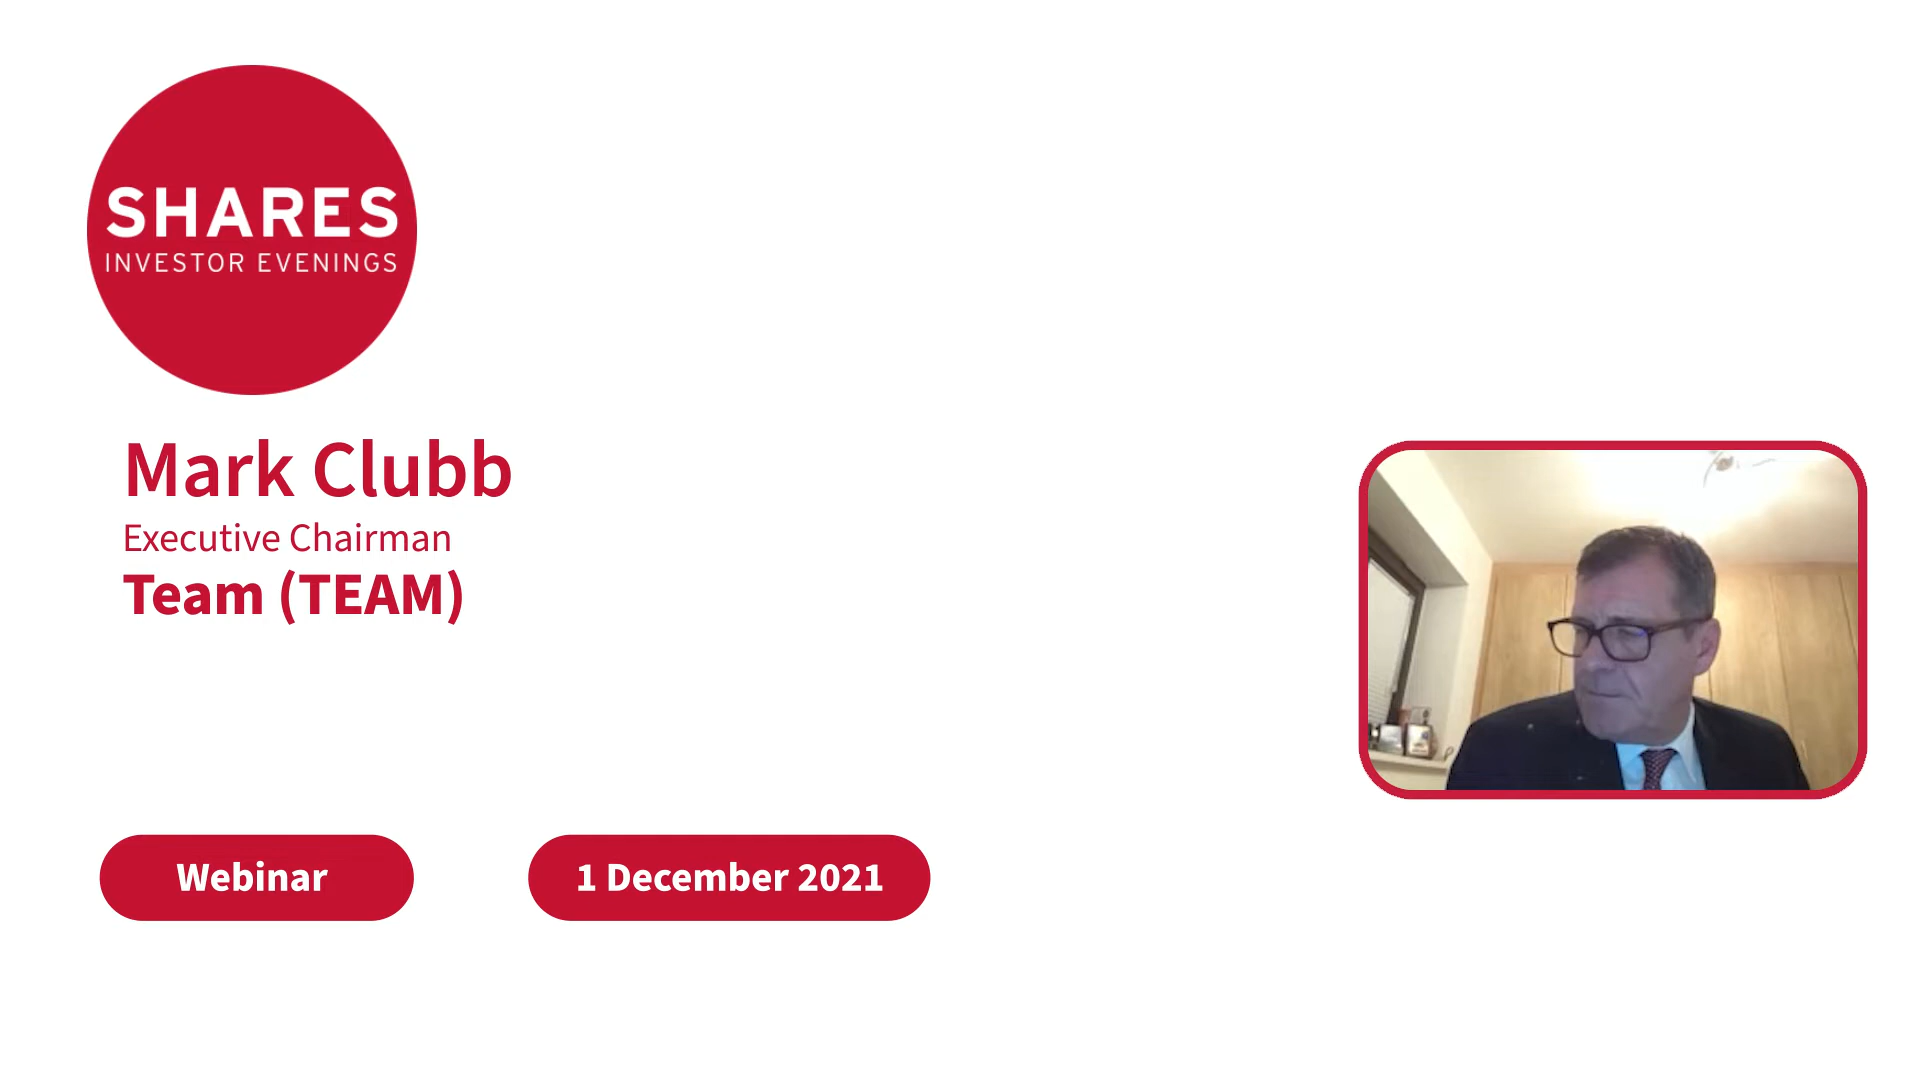 SHARES
INVESTOR EVENINGS
Mark Clubb
Executive Chairman
Team (TEAM)
Webinar
1 December 2021